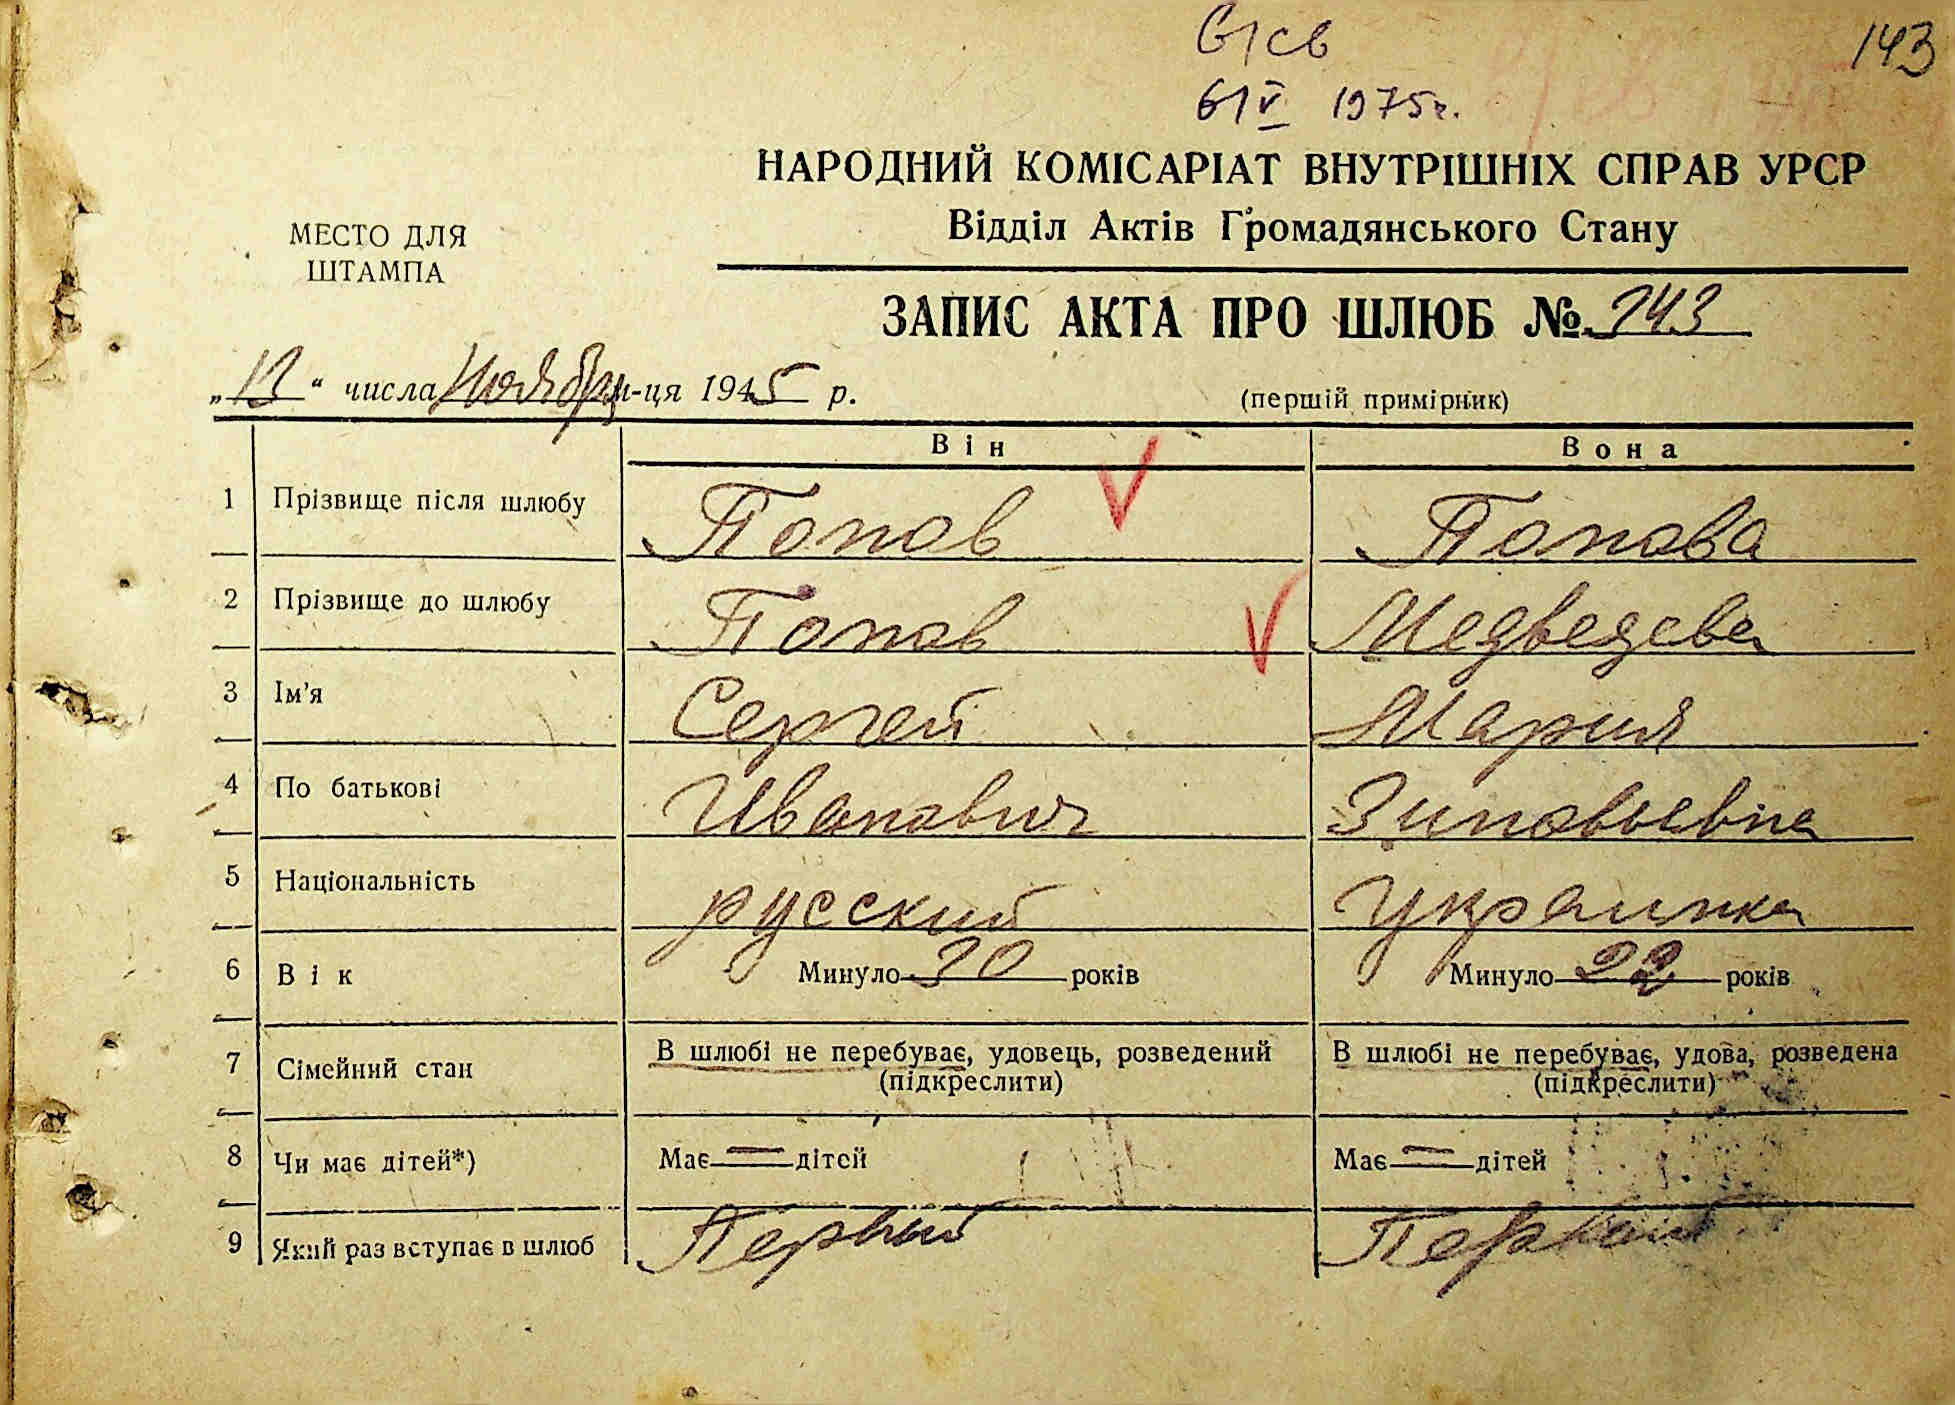 143
6/V 1975г.
НАРОДНИЙ КОМІСАРІАТ ВНУТРІШНІХ СПРАВ УРСР
Відділ Актів Громадянського Стану
МЕСТО ДЛЯ
ШТАМПА
ЗАПИС АКТА ПРО ШЛЮБ № 143
„13“ числа Ноября м-ця 1945 р. (першій примірник)
Він Вона
1 Прізвище після шлюбу Попов Попова
2 Прізвище до шлюбу Попов Медведева
3 Ім'я Сергей Мария
4 По батькові Иванович Зиновьевна
5 Національність русский украинка
6 Вік Минуло 30 років Минуло 22 років
7 Сімейний стан В шлюбі не перебуває, удовець, розведений В шлюбі не перебуває, удова, розведена
(підкреслити) (підкреслити)
8 Чи має дітей*) Має — дітей Має — дітей
9 Який раз вступає в шлюб Первый Первый